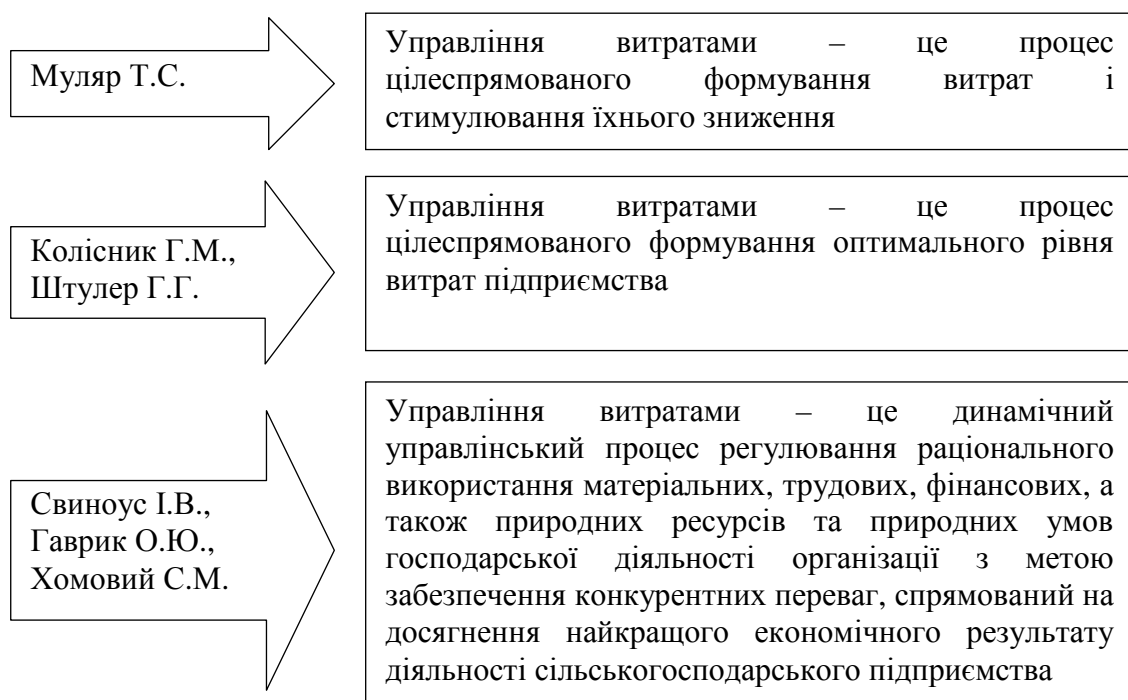 Муляр Т.С.
Управління витратами – це процес
цілеспрямованого формування витрат і
стимулювання їхнього зниження
Колісник Г.М.,
Штулер Г.Г.
Управління витратами – це процес
цілеспрямованого формування оптимального рівня
витрат підприємства
Свиноус І.В.,
Гаврик О.Ю.,
Хомовий С.М.
Управління витратами – це динамічний
управлінський процес регулювання раціонального
використання матеріальних, трудових, фінансових, а
також природних ресурсів та природних умов
господарської діяльності організації з метою
забезпечення конкурентних переваг, спрямований на
досягнення найкращого економічного результату
діяльності сільськогосподарського підприємства